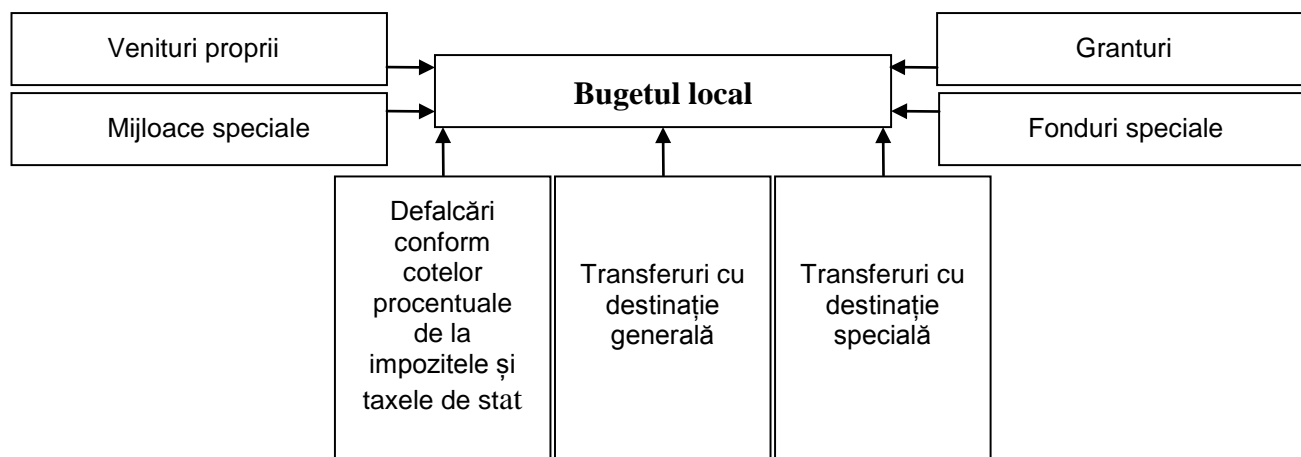 Venituri proprii
Mijloace speciale
Bugetul local
Granturi
Fonduri speciale
Defalcări
conform
cotelor
procentuale
de la
impozitele și
taxele de stat
Transferuri cu
destinație
generală
Transferuri cu
destinație
specială